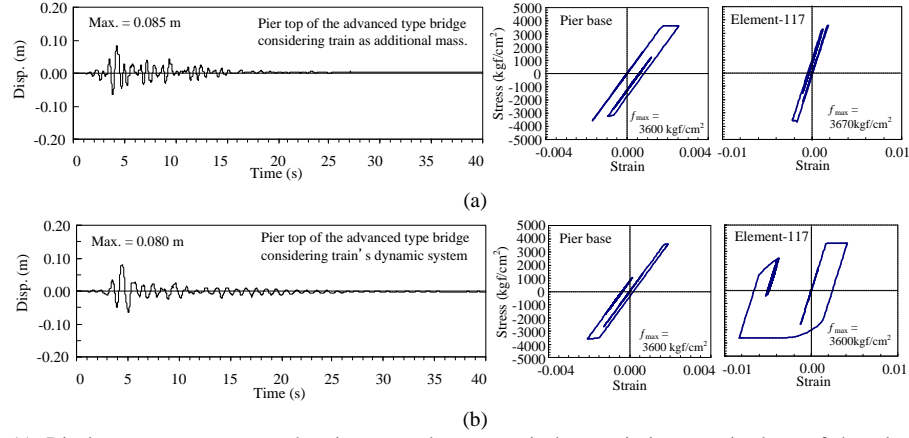 Max. = 0.085 m
Pier top of the advanced type bridge
considering train as additional mass.
Disp. (m)
0.20
0.10
0.00
-0.10
-0.20
0 5 10 15 20 25 30 35 40
Time (s)
Pier base
Stress (kgf/cm2)
5000
4000
3000
2000
1000
0
-1000
-2000
-3000
-4000
-5000
fmax =
3600 kgf/cm2
-0.004 0.000 0.004
Strain
Element-117
fmax =
3670kgf/cm2
-0.01 0.00 0.01
Strain
(a)
Max. = 0.080 m
Pier top of the advanced type bridge
considering train's dynamic system
Disp. (m)
0.20
0.10
0.00
-0.10
-0.20
0 5 10 15 20 25 30 35 40
Time (s)
Pier base
Stress (kgf/cm2)
5000
4000
3000
2000
1000
0
-1000
-2000
-3000
-4000
-5000
fmax =
3600 kgf/cm2
-0.004 0.000 0.004
Strain
Element-117
fmax =
3600kgf/cm2
-0.01 0.00 0.01
Strain
(b)